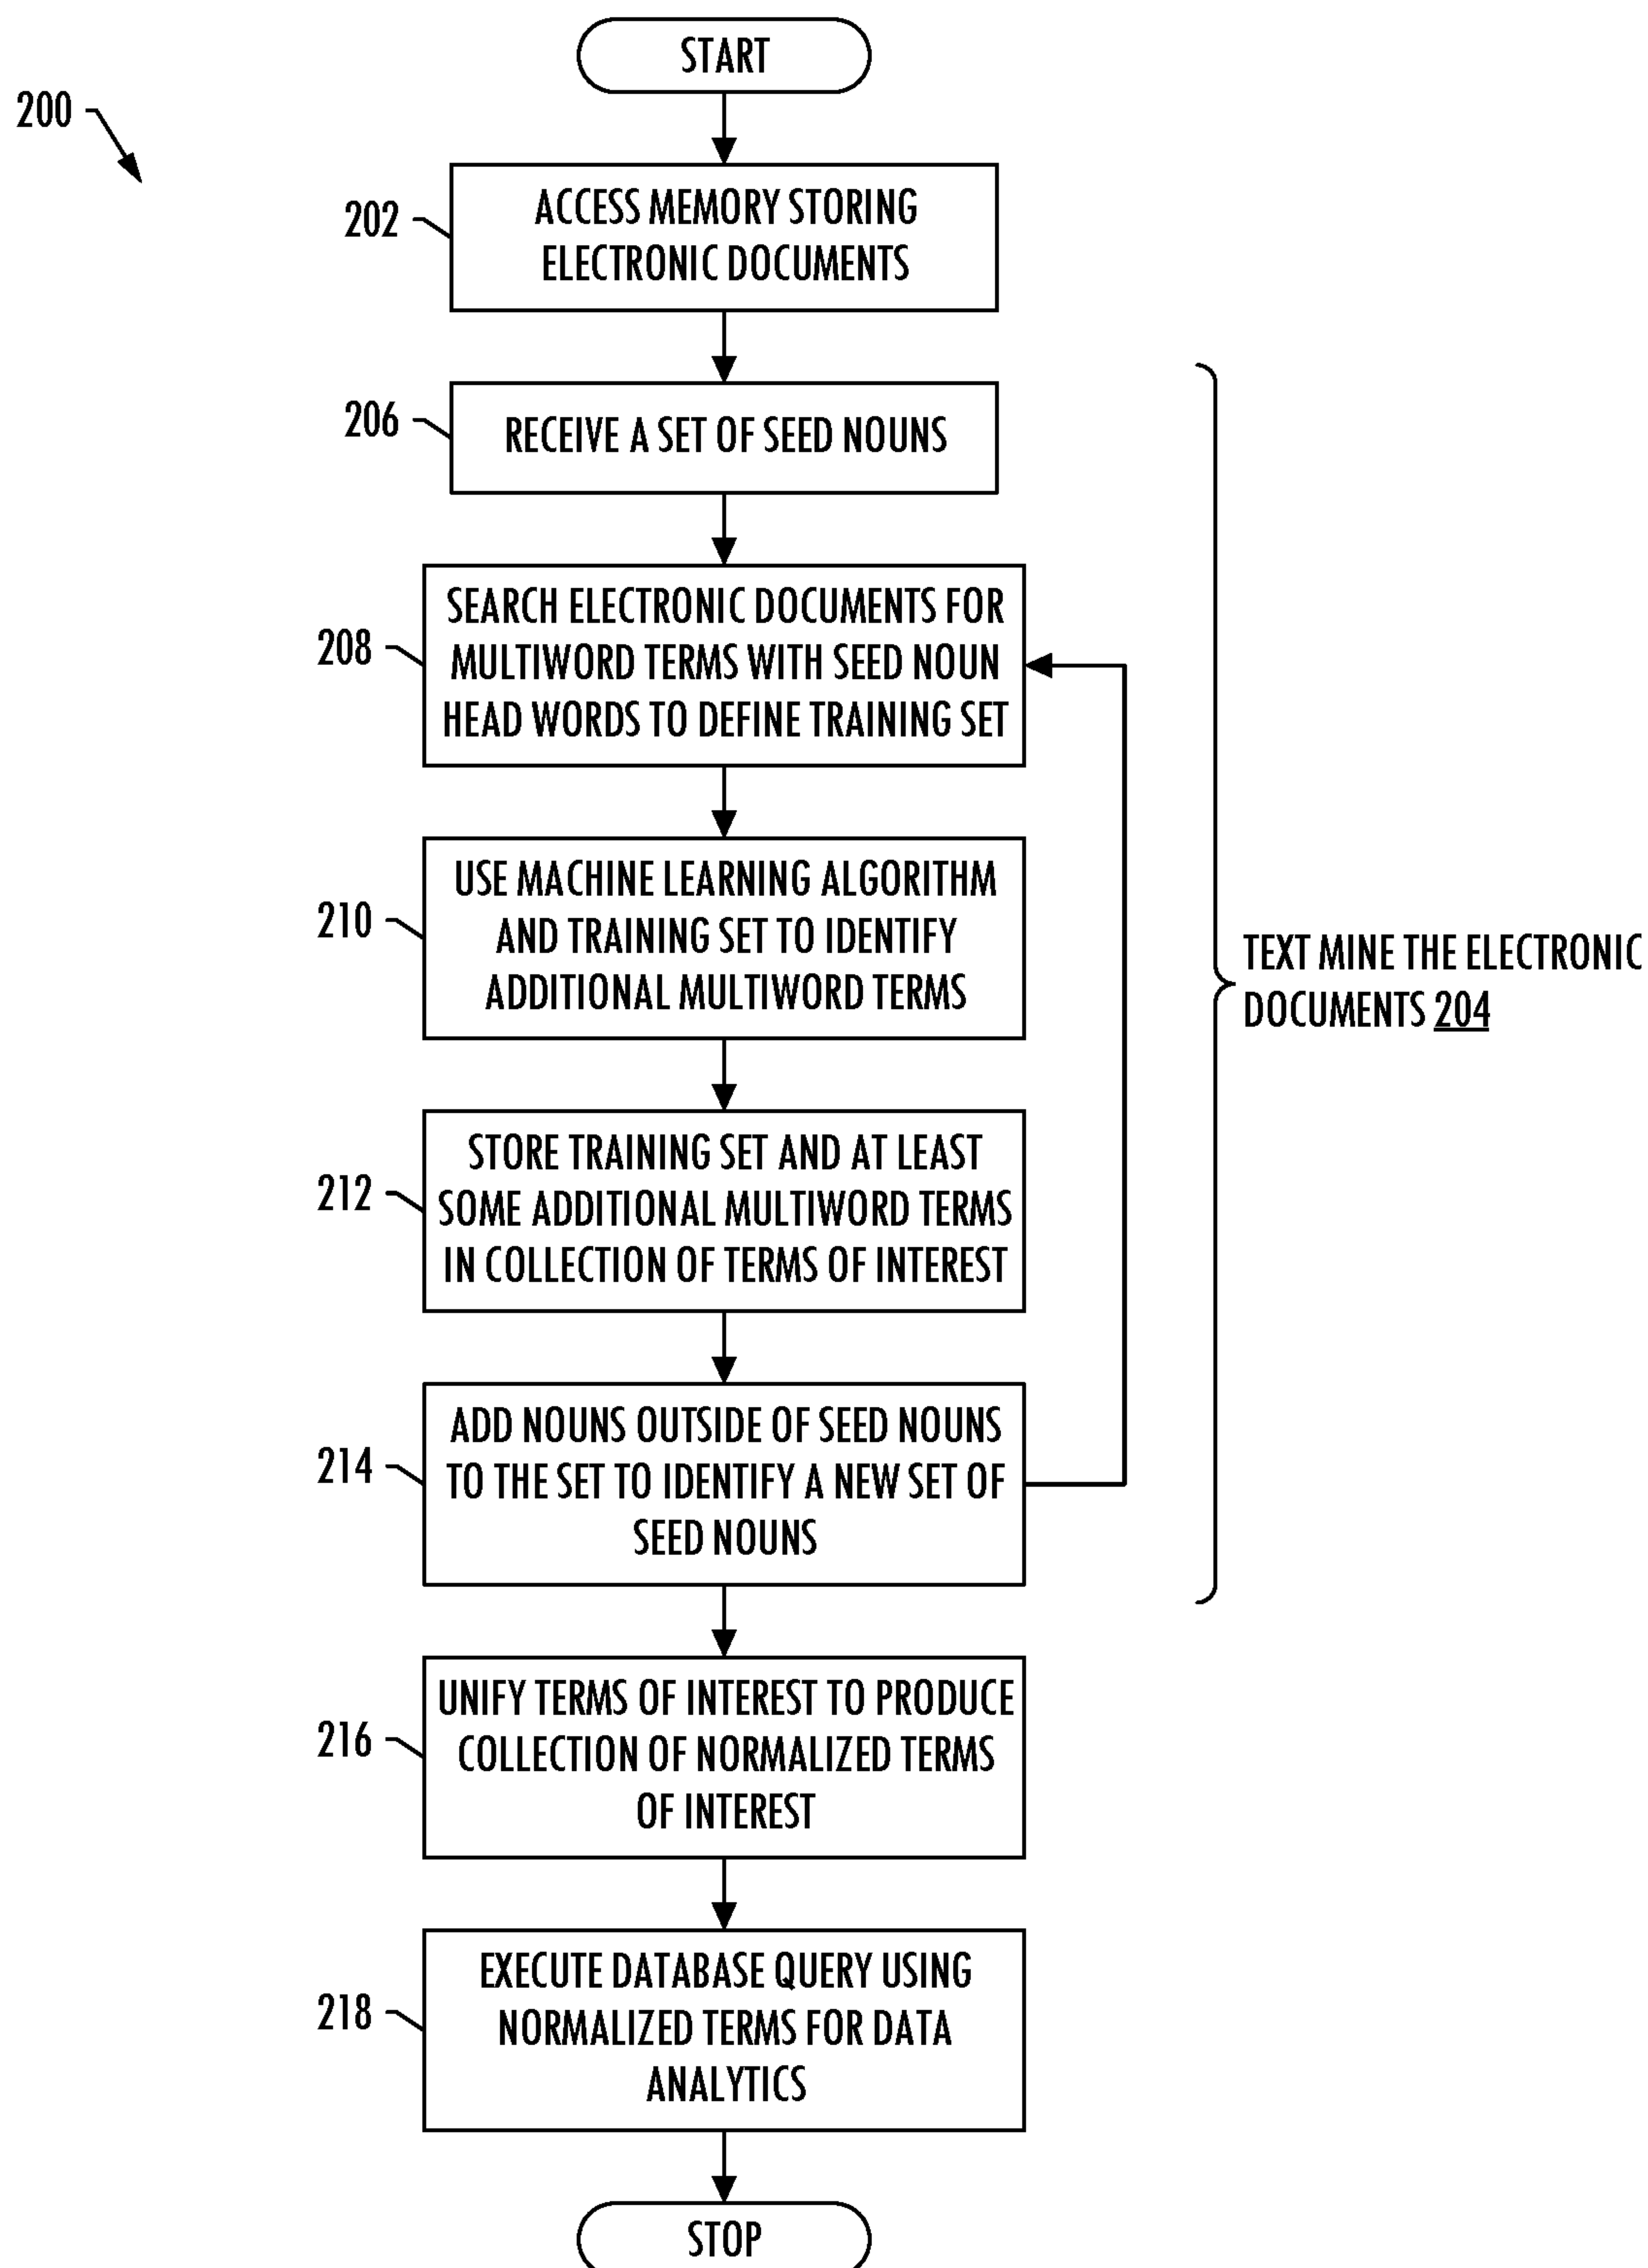 START
200
202
ACCESS MEMORY STORING
ELECTRONIC DOCUMENTS
206
RECEIVE A SET OF SEED NOUNS
208
SEARCH ELECTRONIC DOCUMENTS FOR
MULTIWORD TERMS WITH SEED NOUN
HEAD WORDS TO DEFINE TRAINING SET
210
USE MACHINE LEARNING ALGORITHM
AND TRAINING SET TO IDENTIFY
ADDITIONAL MULTIWORD TERMS
TEXT MINE THE ELECTRONIC
DOCUMENTS 204
212
STORE TRAINING SET AND AT LEAST
SOME ADDITIONAL MULTIWORD TERMS
IN COLLECTION OF TERMS OF INTEREST
214
ADD NOUNS OUTSIDE OF SEED NOUNS
TO THE SET TO IDENTIFY A NEW SET OF
SEED NOUNS
216
UNIFY TERMS OF INTEREST TO PRODUCE
COLLECTION OF NORMALIZED TERMS
OF INTEREST
218
EXECUTE DATABASE QUERY USING
NORMALIZED TERMS FOR DATA
ANALYTICS
STOP